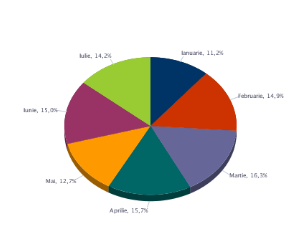 Iulie, 14,2%
Ianuarie, 11,2%
Februarie, 14,9%
Iunie, 15,0%
Mai, 12,7%
Martie, 16,3%
Aprilie, 15,7%